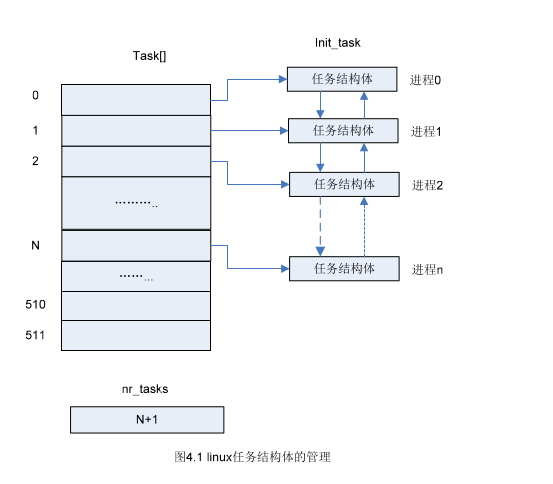 Init_task
Task[]
任务结构体 进程0
0
任务结构体 进程1
1
2
任务结构体 进程2
………..
N
任务结构体 进程n
……...
510
511
nr_tasks
N+1
图4.1 linux任务结构体的管理